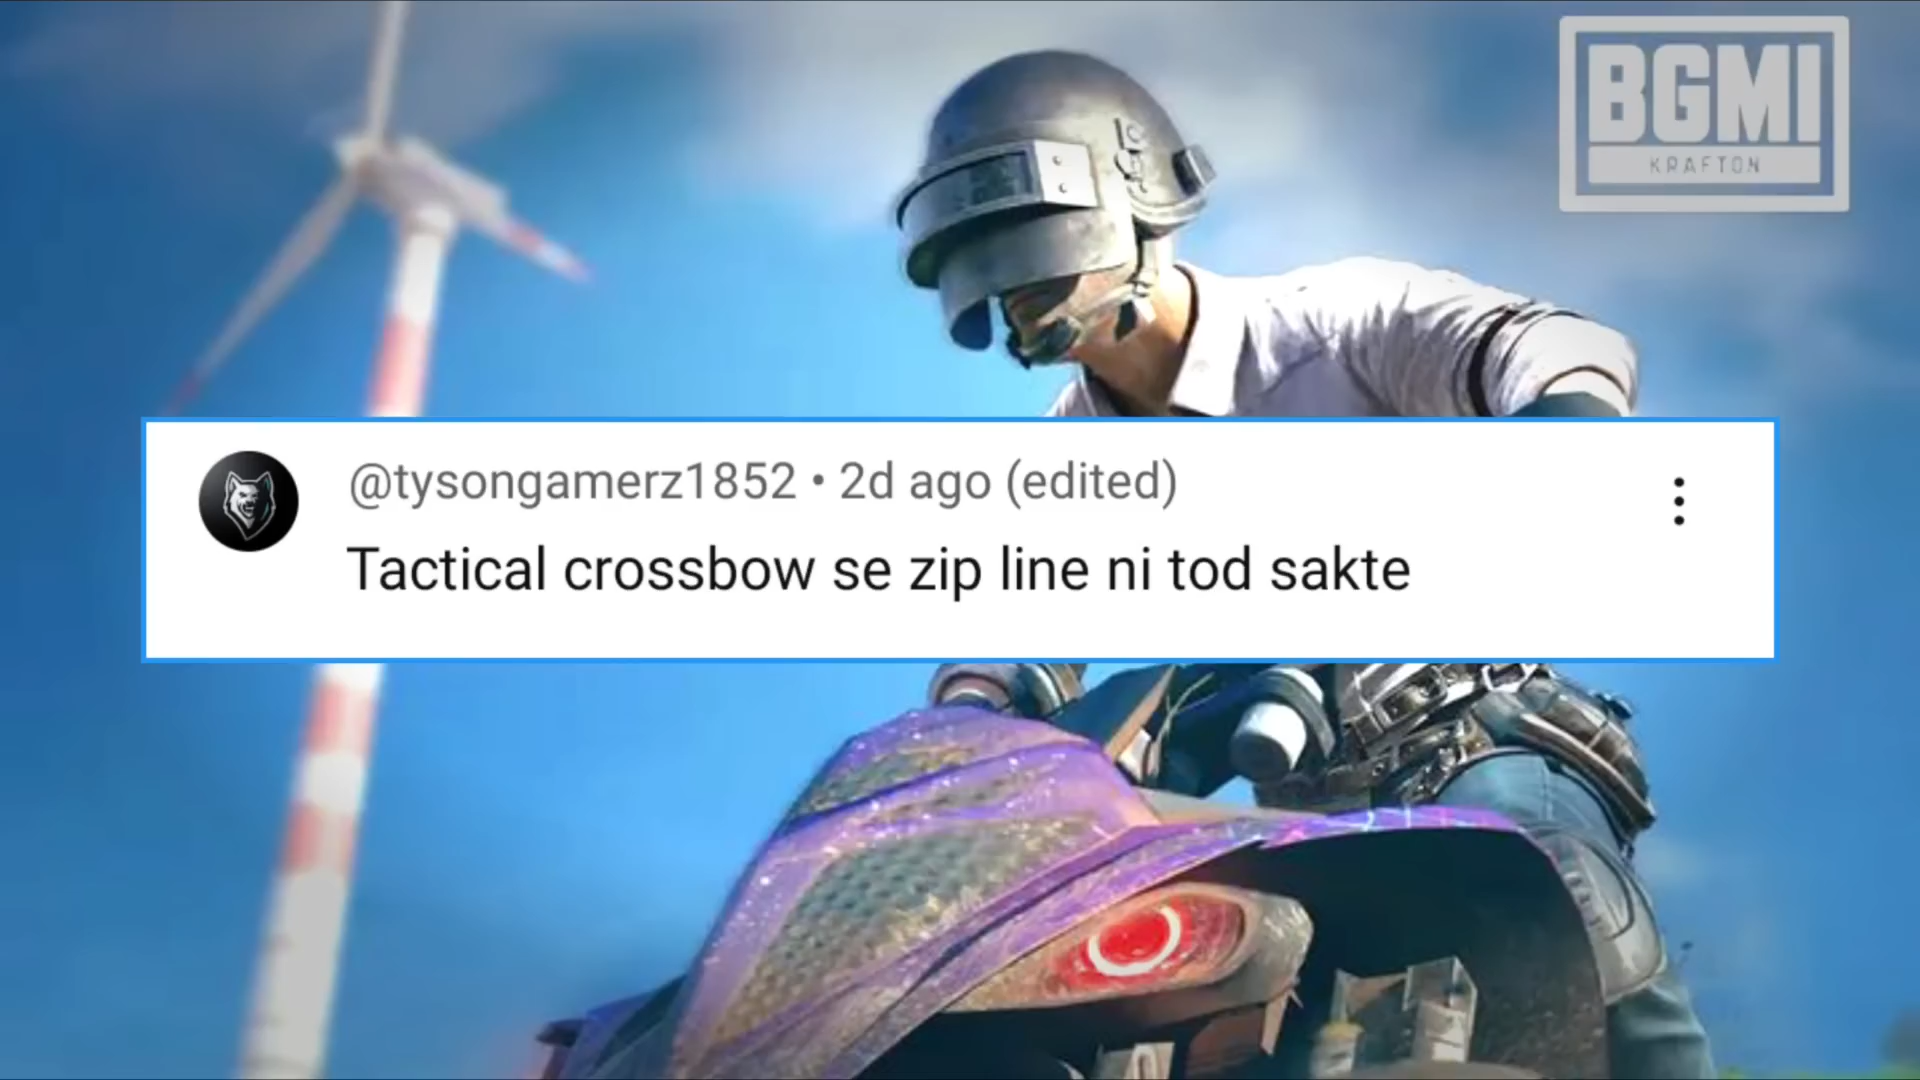 BGMI
KRAFTON
@tysongamerz1852 • 2d ago (edited)
Tactical crossbow se zip line ni tod sakte